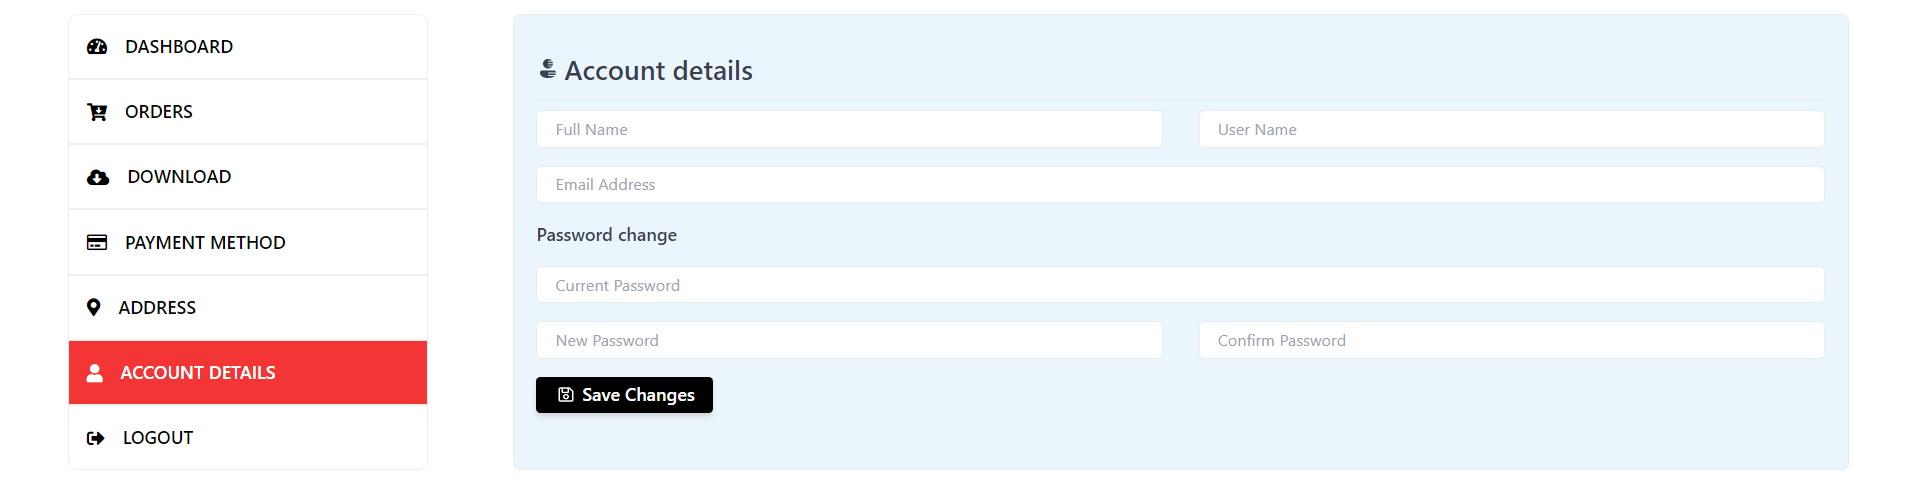 DASHBOARD
ORDERS
DOWNLOAD
PAYMENT METHOD
ADDRESS
ACCOUNT DETAILS
LOGOUT
Account details
Full Name
User Name
Email Address
Password change
Current Password
New Password
Confirm Password
Save Changes